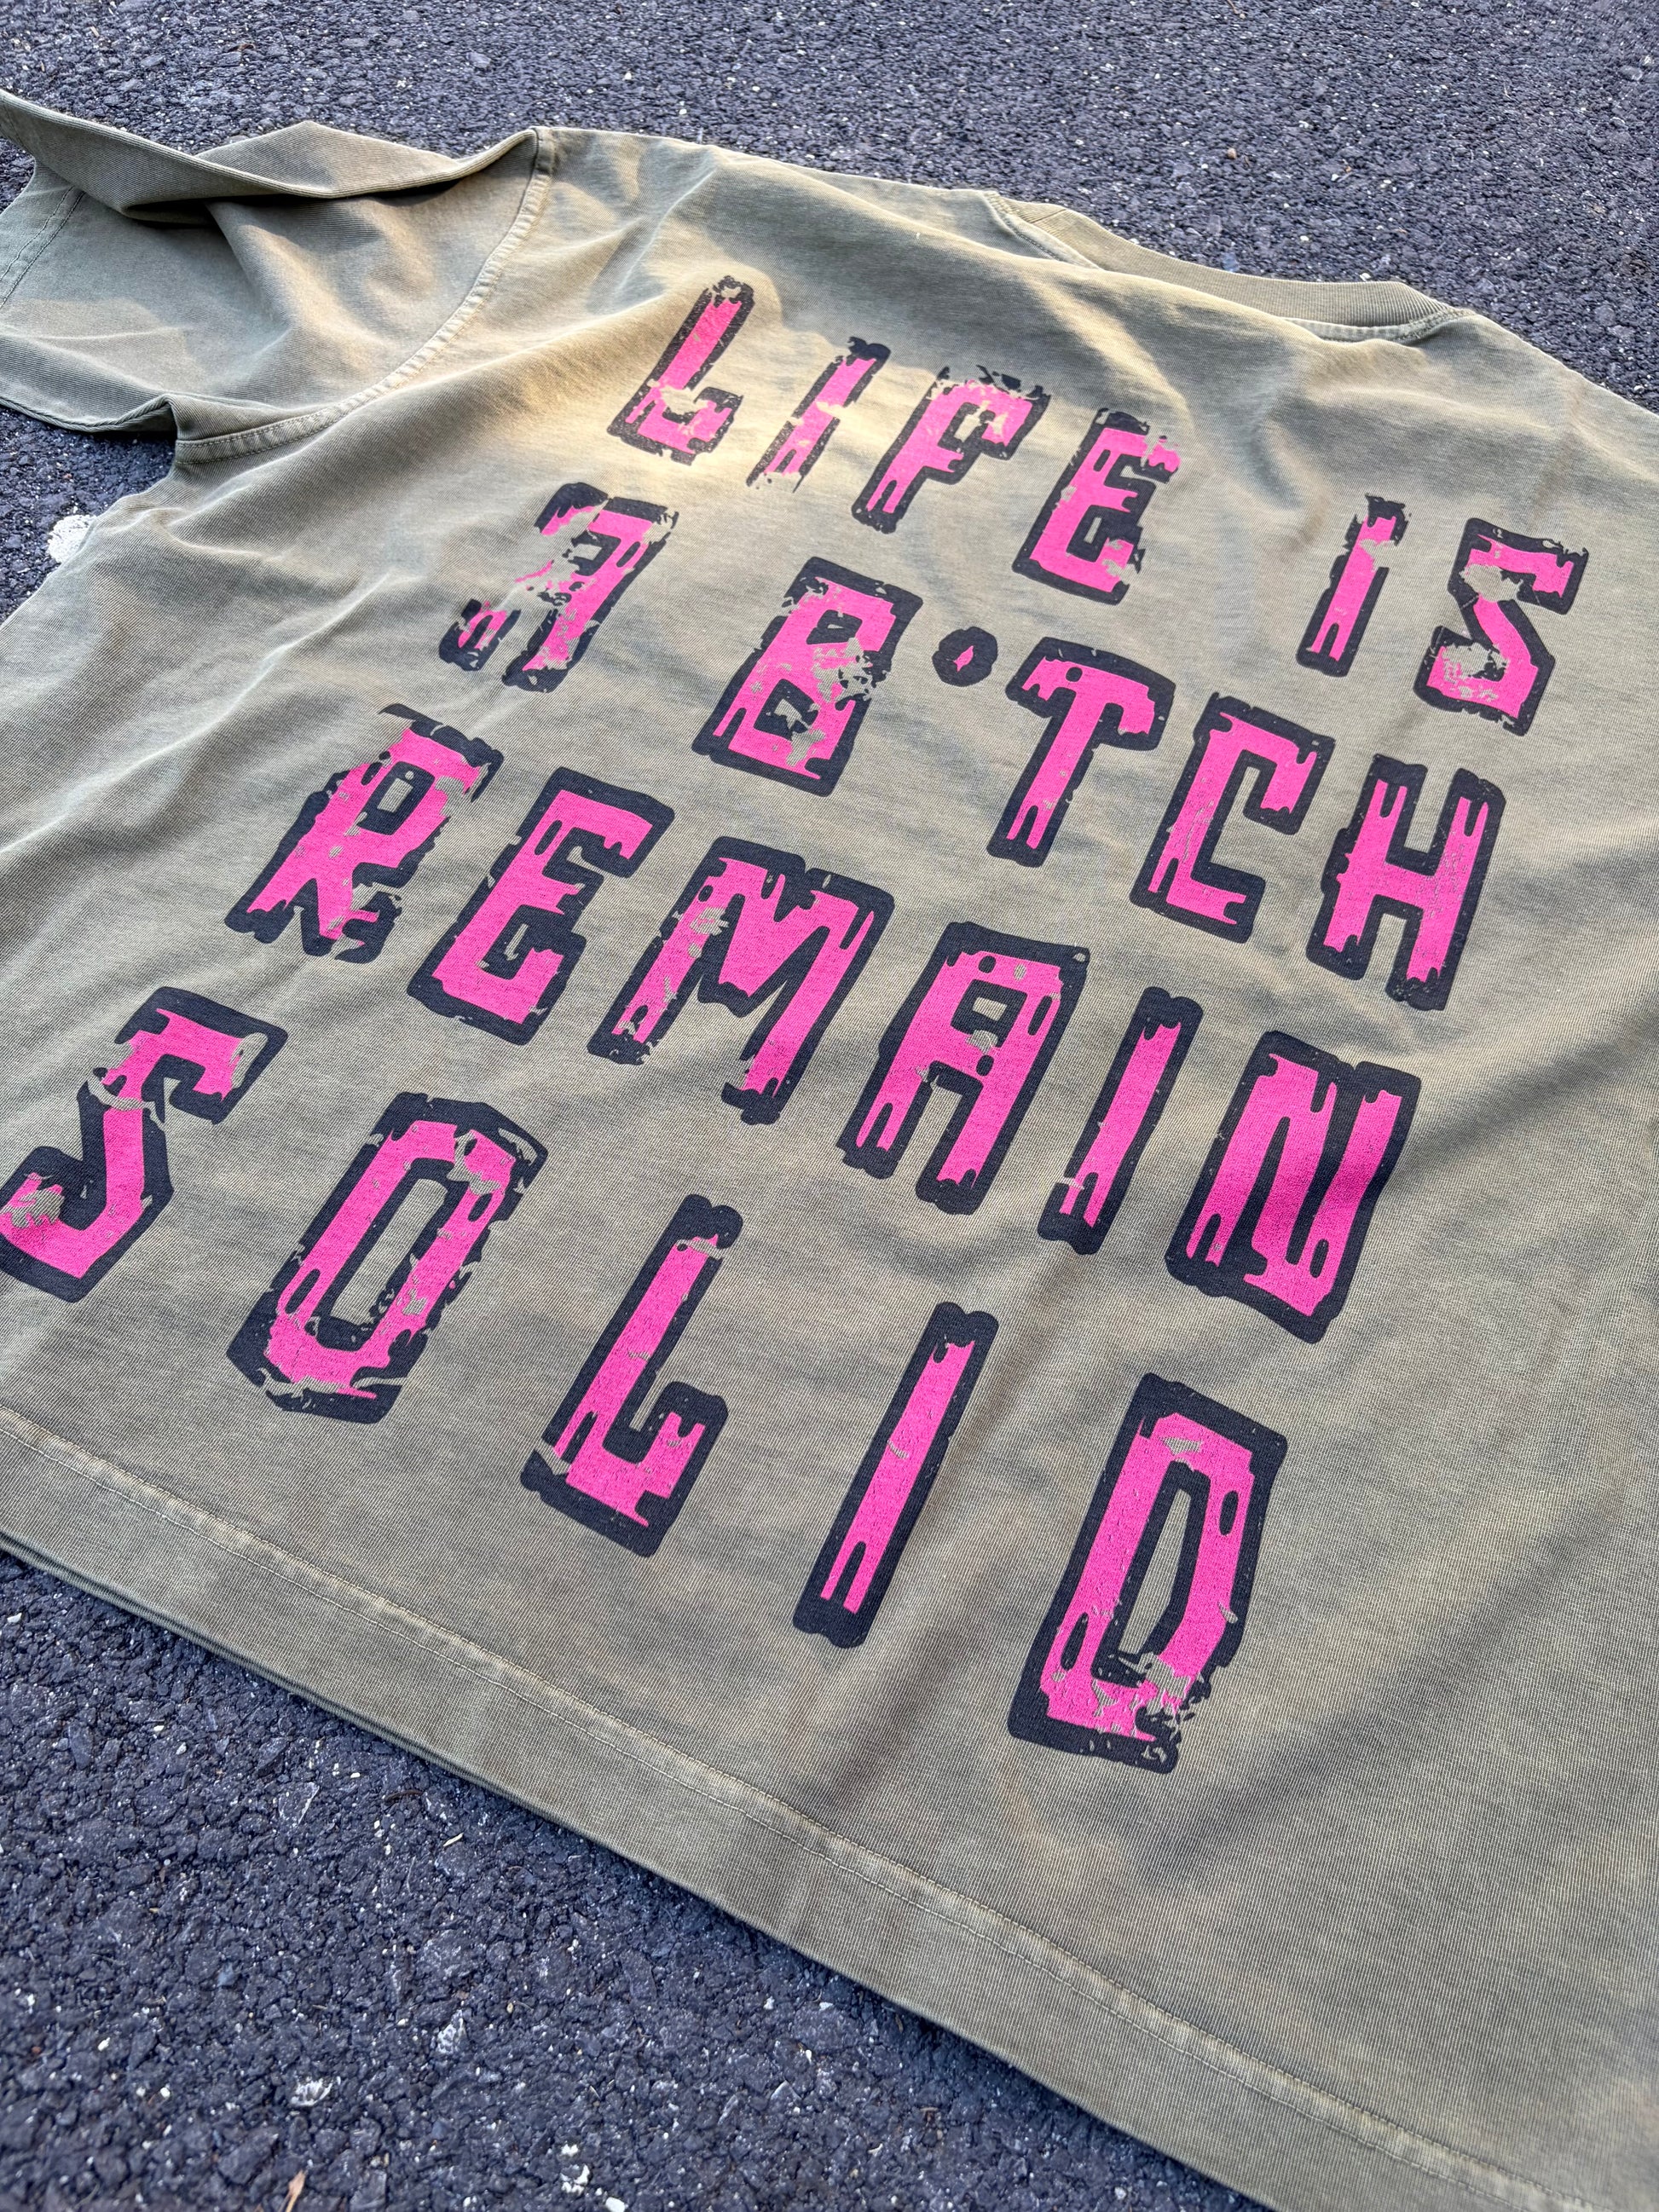 LIFE IS
A B•TCH
REMAIN
SOLID